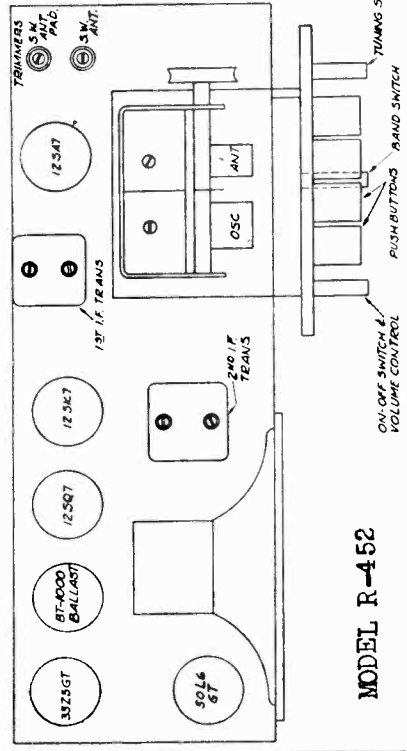 TRIMMERS
S.W.
ANT.
PAD.
S.W.
ANT.
12SA7
1ST I.F. TRANS
12SK7
12SQ7
BT-1000
BALLAST
35Z5GT
50L6
GT
2ND I.F.
TRANS
OSC
ANT
TUNING S
BAND SWITCH
PUSH BUTTONS
ON-OFF SWITCH &
VOLUME CONTROL
MODEL R-452